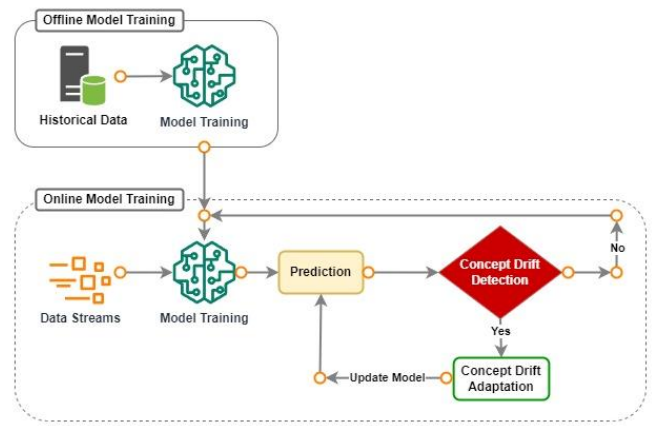 Offline Model Training
Historical Data
Model Training
Online Model Training
No
Prediction
Concept Drift
Detection
Data Streams
Model Training
Yes
Update Model
Concept Drift
Adaptation